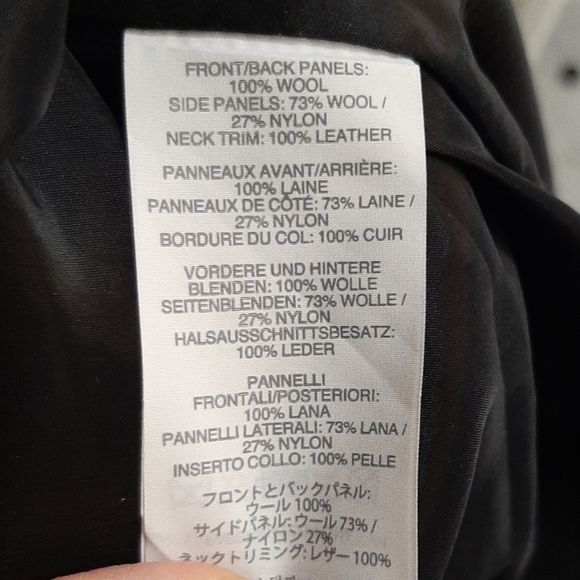 FRONT/BACK PANELS:
100% WOOL
SIDE PANELS: 73% WOOL /
27% NYLON
NECK TRIM: 100% LEATHER
PANNEAUX AVANT/ARRIÈRE:
100% LAINE
PANNEAUX DE CÔTÉ: 73% LAINE /
27% NYLON
BORDURE DU COL: 100% CUIR
VORDERE UND HINTERE
BLENDEN: 100% WOLLE
SEITENBLENDEN: 73% WOLLE /
27% NYLON
HALSAUSSCHNITTSBESATZ:
100% LEDER
PANNELLI
FRONTALI/POSTERIORI:
100% LANA
PANNELLI LATERALI: 73% LANA /
27% NYLON
INSERTO COLLO: 100% PELLE
フロントとバックパネル:
ウール 100%
サイドパネル: ウール 73% /
ナイロン 27%
ネックトリミング: レザー 100%